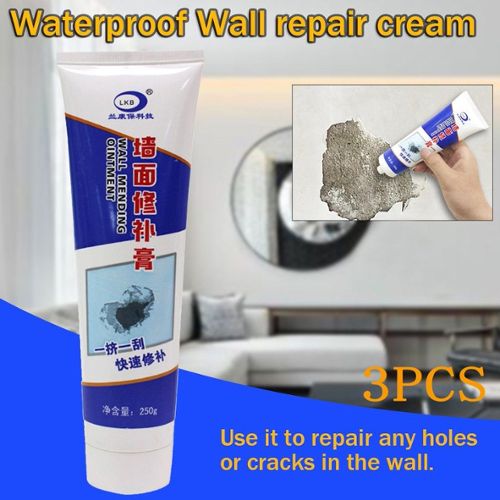 Waterproof Wall repair cream
LKB
®
兰康保科技
墙面修补膏
WALL MENDING
OINTMENT
一挤一刮
快速修补
净含量: 250g
3PCS
Use it to repair any holes
or cracks in the wall.